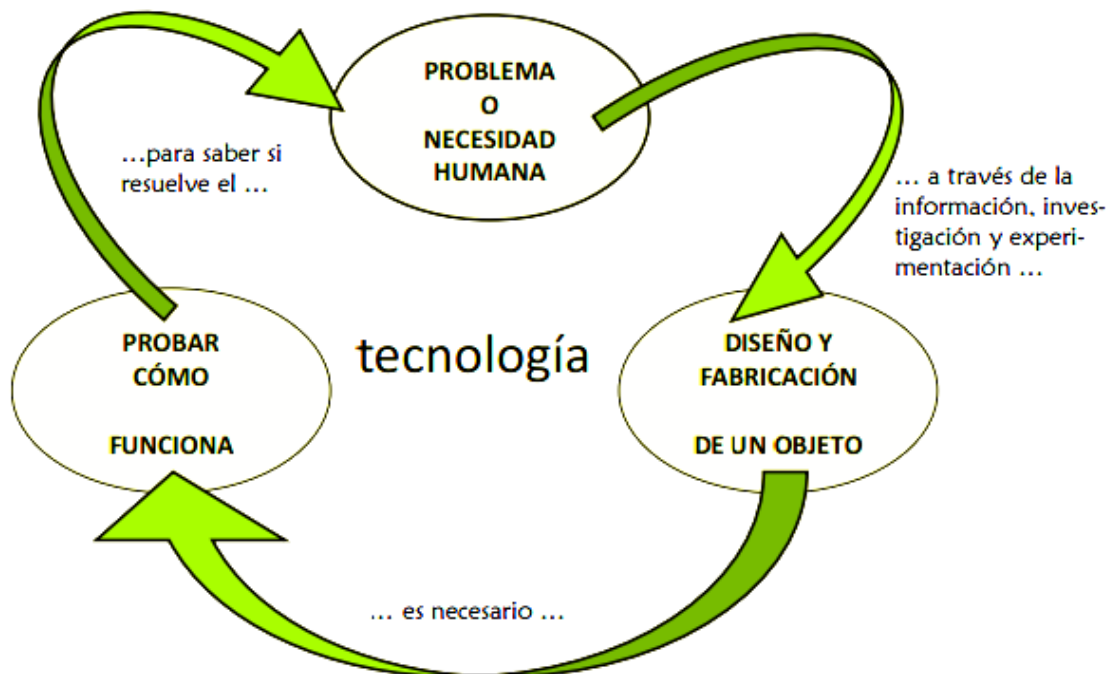 PROBLEMA
O
NECESIDAD
HUMANA
… a través de la
información, inves-
tigación y experi-
mentación …
DISEÑO Y
FABRICACIÓN
DE UN OBJETO
… es necesario …
PROBAR
CÓMO
FUNCIONA
…para saber si
resuelve el …
tecnología